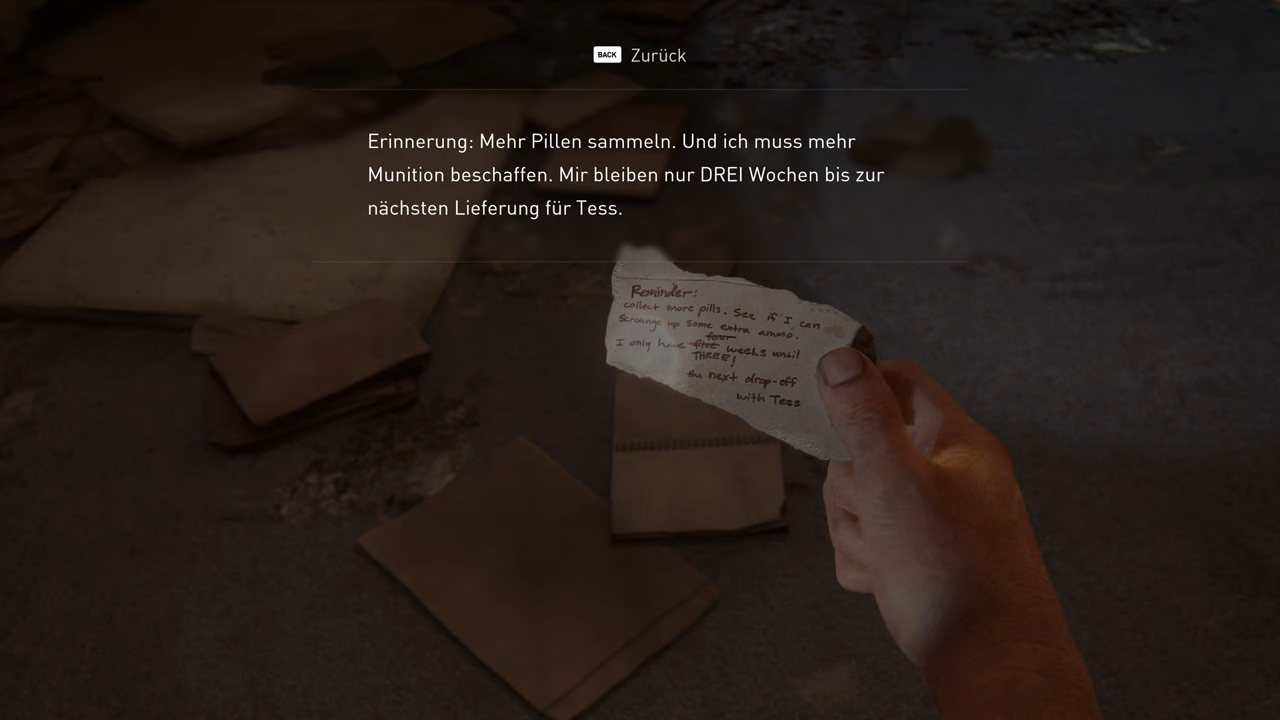 BACK Zurück
Erinnerung: Mehr Pillen sammeln. Und ich muss mehr
Munition beschaffen. Mir bleiben nur DREI Wochen bis zur
nächsten Lieferung für Tess.
Reminder:
collect more pills. See if I can
scrounge up some extra ammo.
four
I only have five weeks until
THREE!
the next drop-off
with Tess